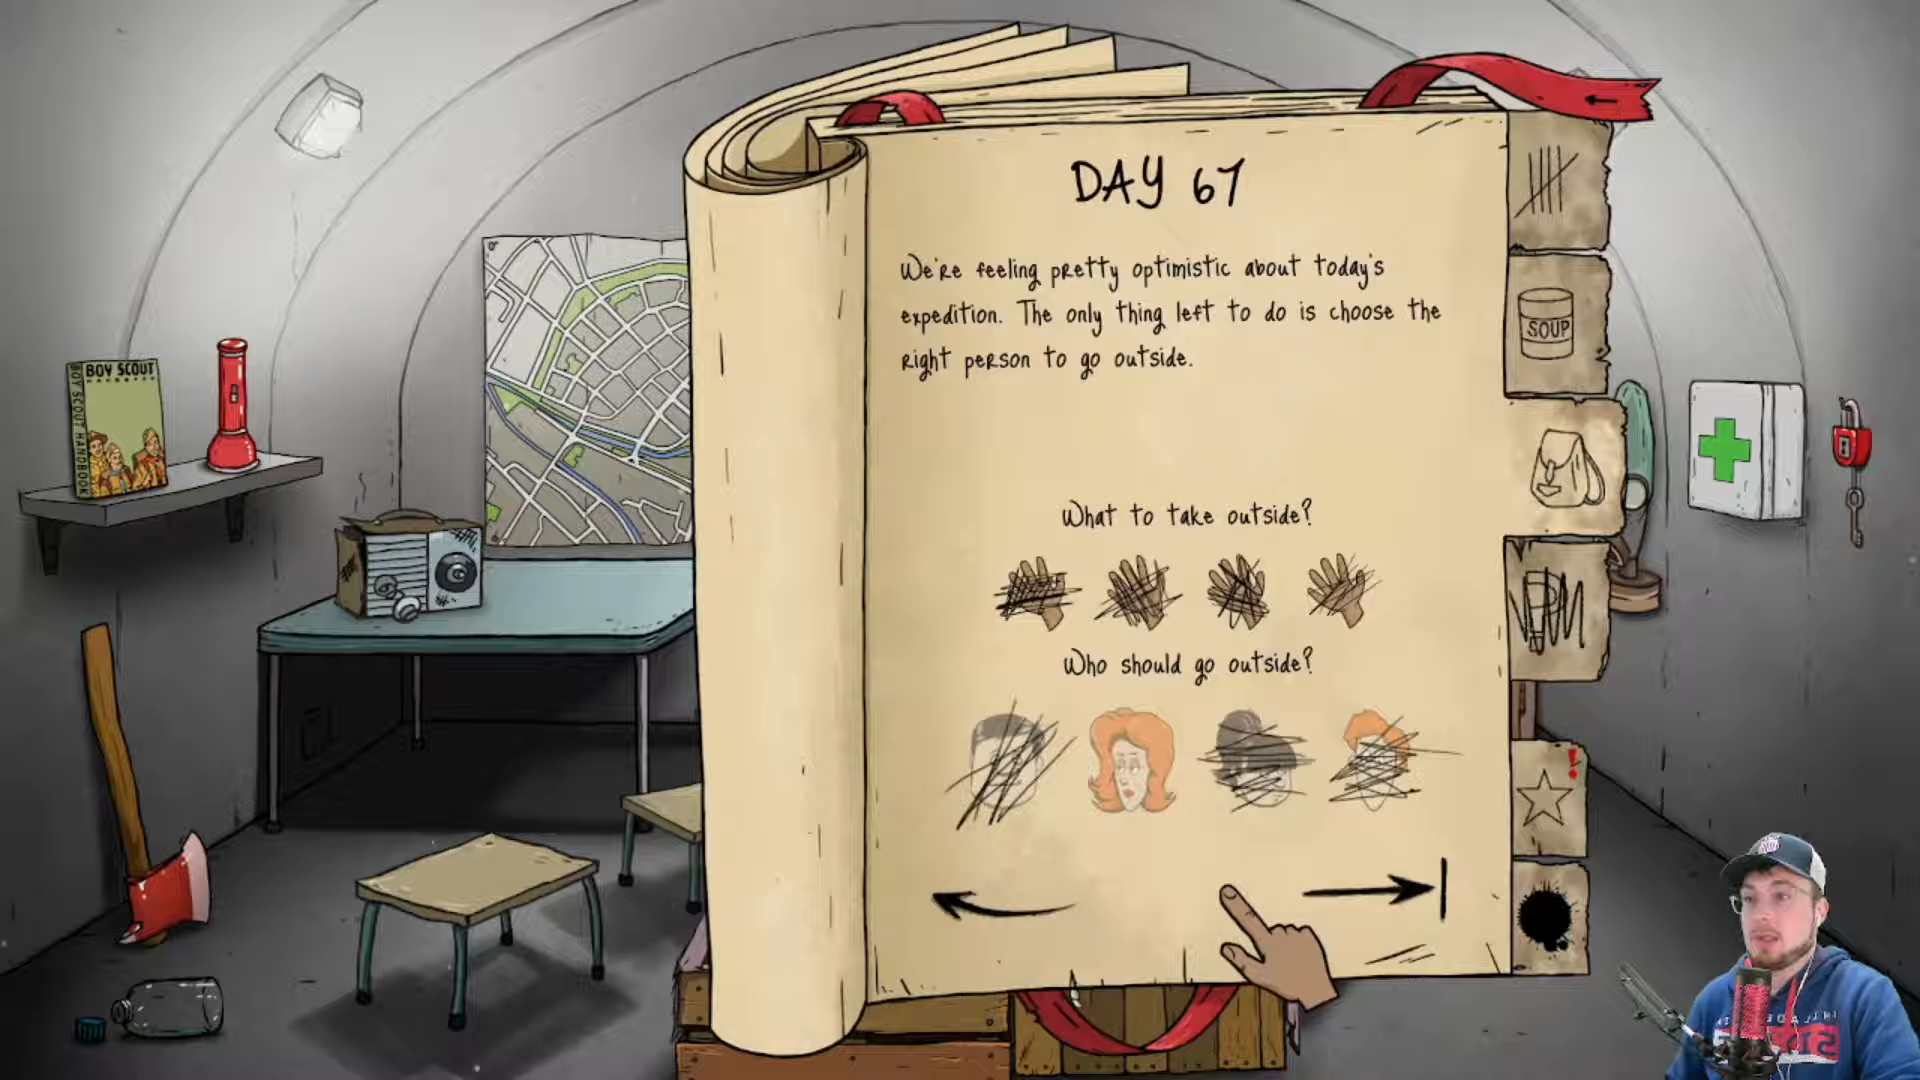 DAY 67
We're feeling pretty optimistic about today's
expedition. The only thing left to do is choose the
right person to go outside.
What to take outside?
Who should go outside?
SOUP
BOY SCOUT
HANDBOOK
BOY SCOUT HANDBOOK